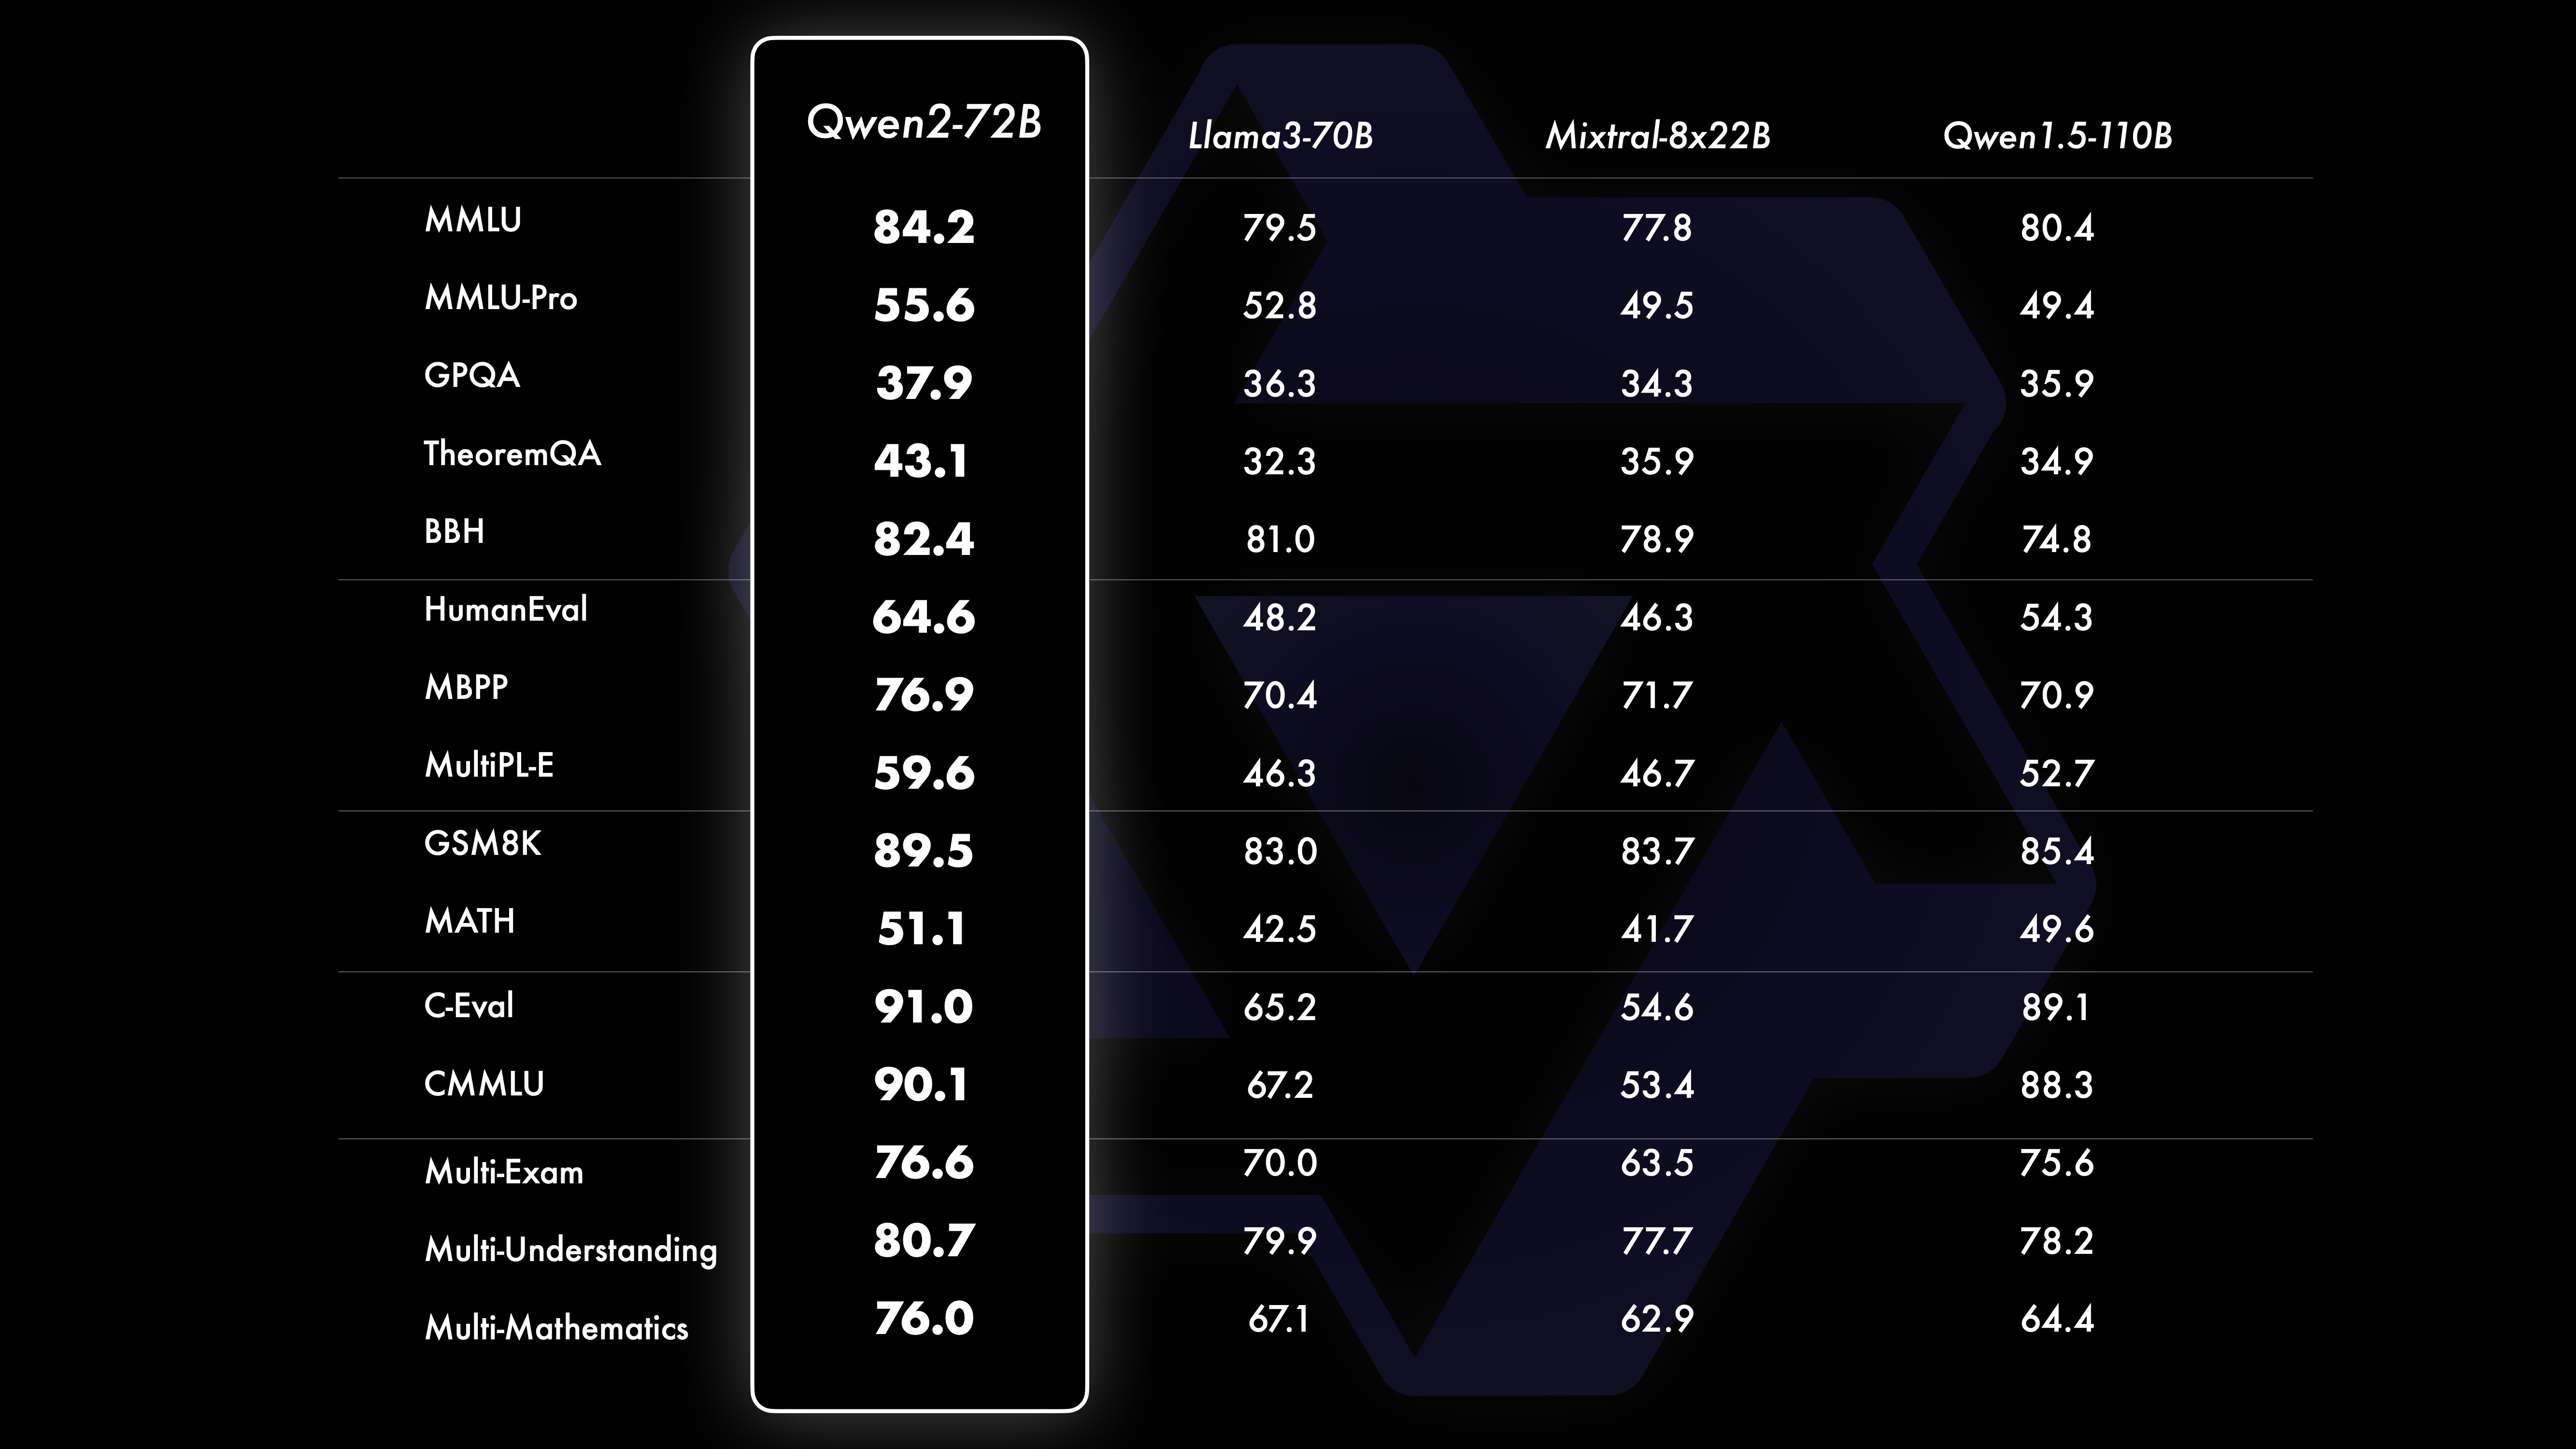 Qwen2-72B Llama3-70B Mixtral-8x22B Qwen1.5-110B
MMLU 84.2 79.5 77.8 80.4
MMLU-Pro 55.6 52.8 49.5 49.4
GPQA 37.9 36.3 34.3 35.9
TheoremQA 43.1 32.3 35.9 34.9
BBH 82.4 81.0 78.9 74.8
HumanEval 64.6 48.2 46.3 54.3
MBPP 76.9 70.4 71.7 70.9
MultiPL-E 59.6 46.3 46.7 52.7
GSM8K 89.5 83.0 83.7 85.4
MATH 51.1 42.5 41.7 49.6
C-Eval 91.0 65.2 54.6 89.1
CMMLU 90.1 67.2 53.4 88.3
Multi-Exam 76.6 70.0 63.5 75.6
Multi-Understanding 80.7 79.9 77.7 78.2
Multi-Mathematics 76.0 67.1 62.9 64.4